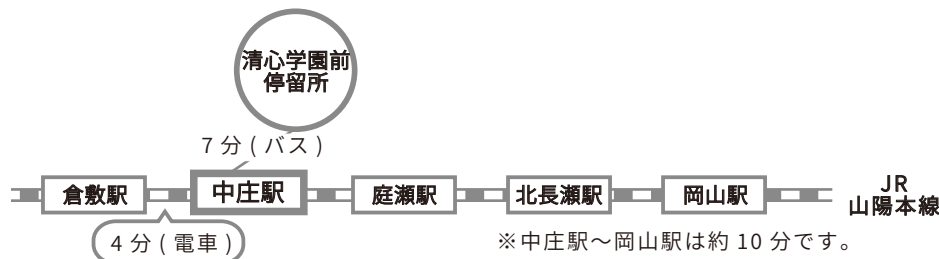 清心学園前
停留所
7分(バス)
倉敷駅
中庄駅
庭瀬駅
北長瀬駅
岡山駅
JR
山陽本線
4分(電車)
※中庄駅～岡山駅は約10分です。